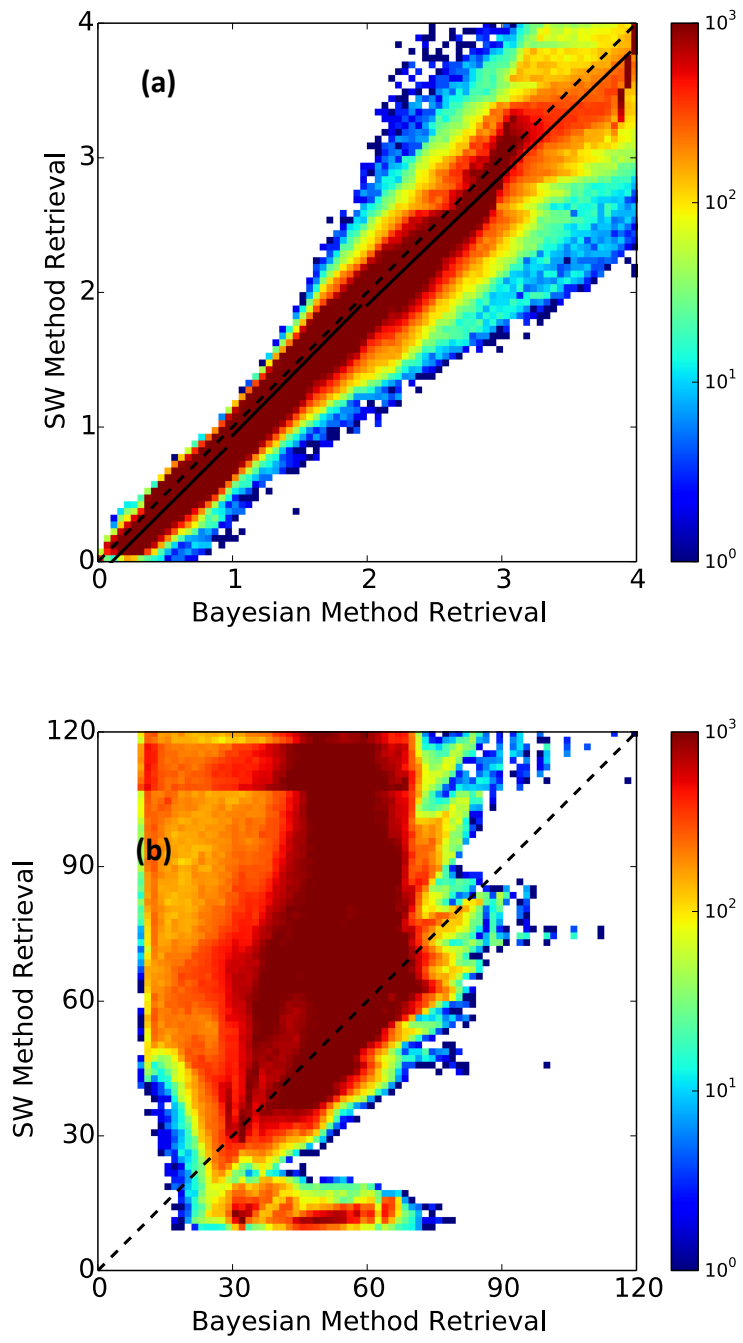 (a)
SW Method Retrieval
4
3
2
1
0
0 1 2 3 4
Bayesian Method Retrieval
10^3
10^2
10^1
10^0
(b)
SW Method Retrieval
120
90
60
30
0
0 30 60 90 120
Bayesian Method Retrieval
10^3
10^2
10^1
10^0